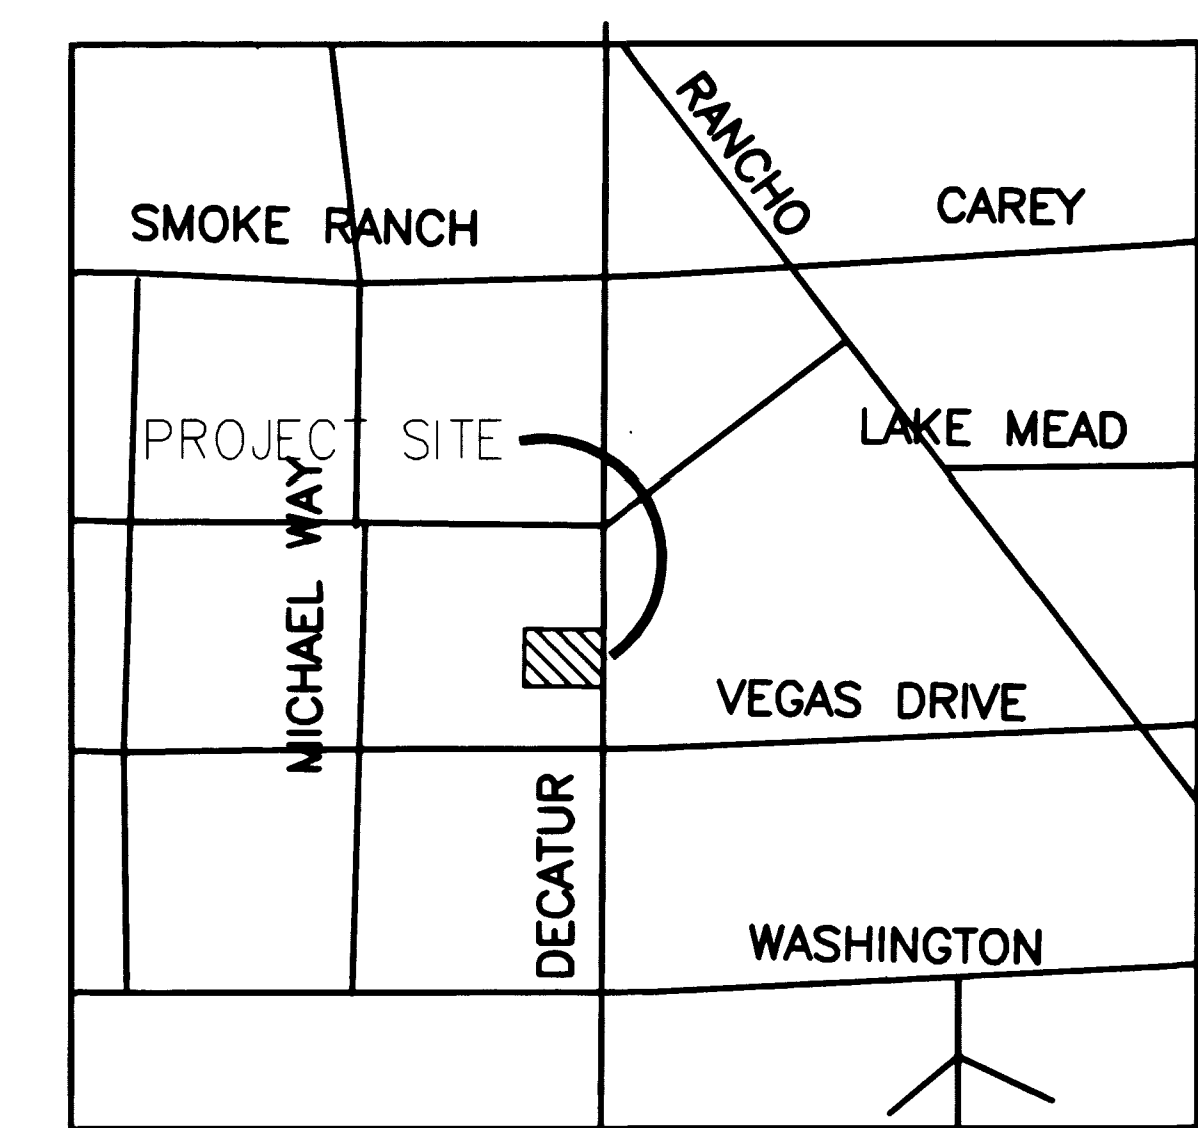 RANCHO
SMOKE RANCH
CAREY
PROJECT SITE
LAKE MEAD
MICHAEL WAY
VEGAS DRIVE
DECATUR
WASHINGTON